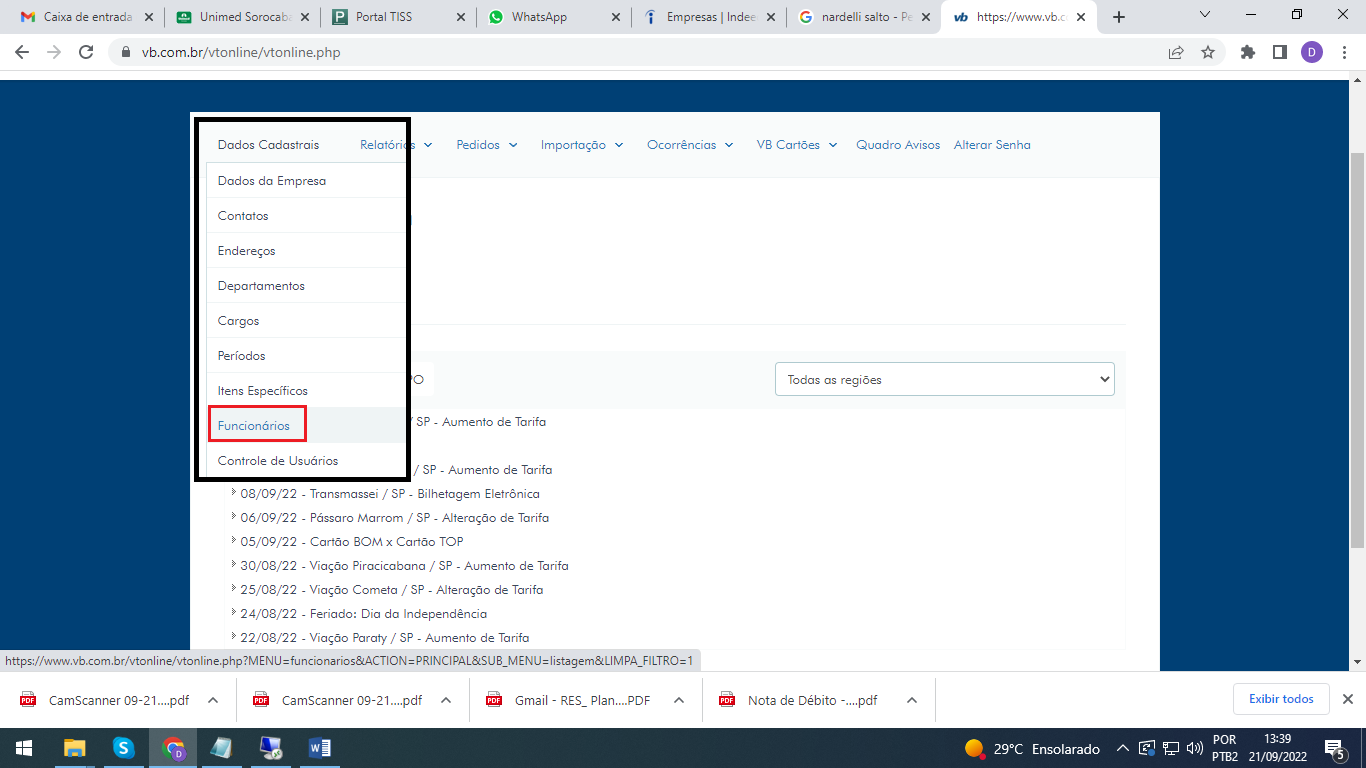 Caixa de entrada
Unimed Sorocaba
Portal TISS
WhatsApp
Empresas | Indee
nardelli salto - Pe
vb
https://www.vb.c
vb.com.br/vtonline/vtonline.php
D
Dados Cadastrais
Relatórios
Pedidos
Importação
Ocorrências
VB Cartões
Quadro Avisos
Alterar Senha
Dados da Empresa
Contatos
Endereços
Departamentos
Cargos
Períodos
Itens Específicos
Funcionários
Controle de Usuários
PO
Todas as regiões
/ SP - Aumento de Tarifa
/ SP - Aumento de Tarifa
08/09/22 - Transmassei / SP - Bilhetagem Eletrônica
06/09/22 - Pássaro Marrom / SP - Alteração de Tarifa
05/09/22 - Cartão BOM x Cartão TOP
30/08/22 - Viação Piracicabana / SP - Aumento de Tarifa
25/08/22 - Viação Cometa / SP - Alteração de Tarifa
24/08/22 - Feriado: Dia da Independência
22/08/22 - Viação Paraty / SP - Aumento de Tarifa
https://www.vb.com.br/vtonline/vtonline.php?MENU=funcionarios&ACTION=PRINCIPAL&SUB_MENU=listagem&LIMPA_FILTRO=1
CamScanner 09-21....pdf
CamScanner 09-21....pdf
Gmail - RES_ Plan....PDF
Nota de Débito -....pdf
Exibir todos
29°C Ensolarado
POR
PTB2
13:39
21/09/2022
5